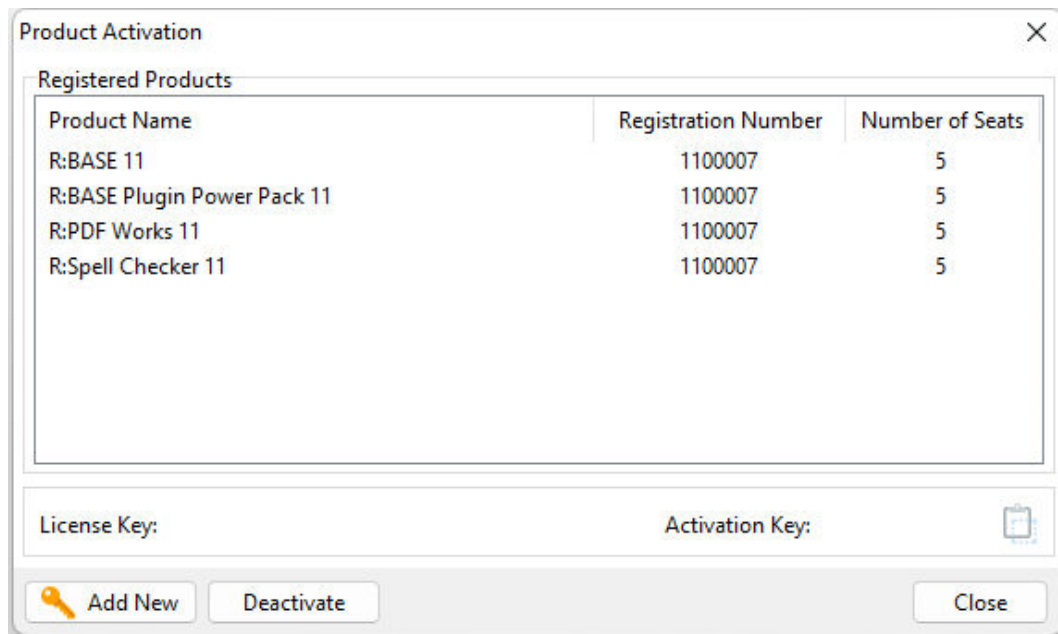 Product Activation
Registered Products
Product Name Registration Number Number of Seats
R:BASE 11 1100007 5
R:BASE Plugin Power Pack 11 1100007 5
R:PDF Works 11 1100007 5
R:Spell Checker 11 1100007 5
License Key: Activation Key:
Add New Deactivate Close